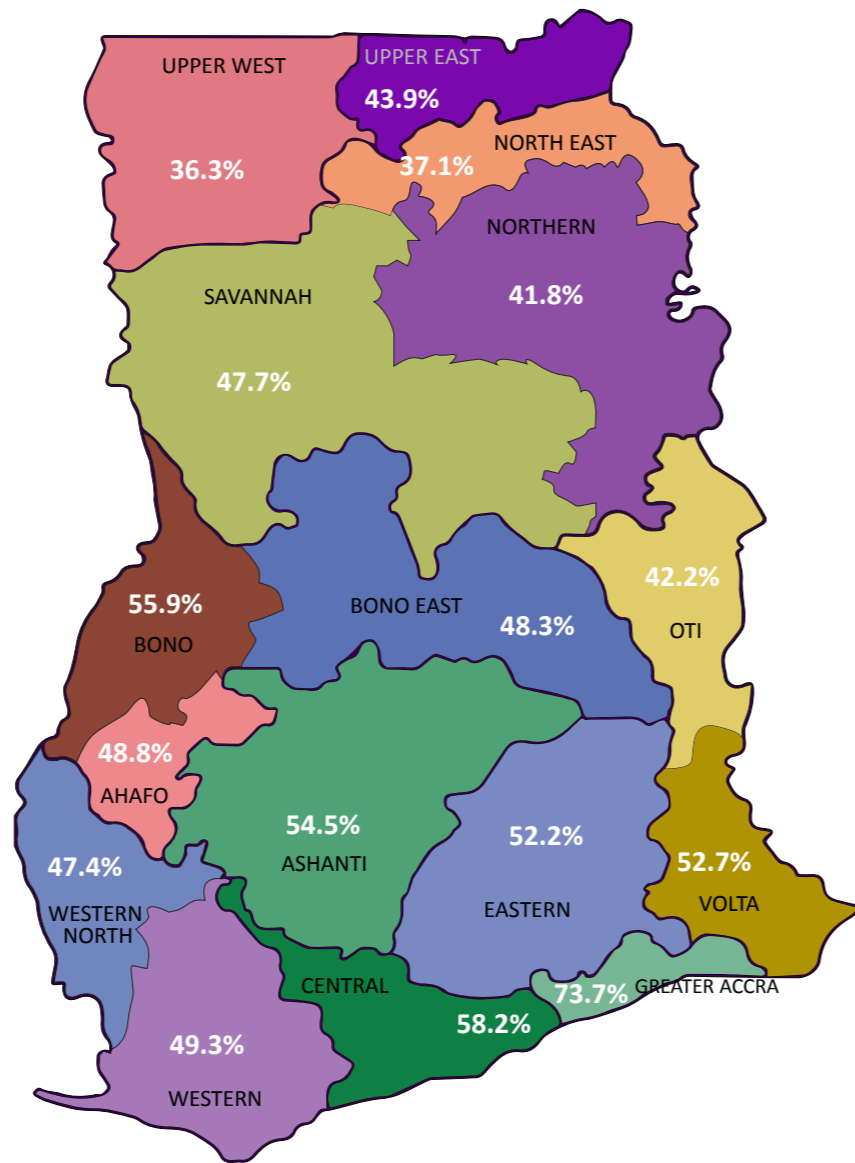 UPPER EAST
43.9%
UPPER WEST
36.3%
NORTH EAST
37.1%
NORTHERN
41.8%
SAVANNAH
47.7%
55.9%
BONO
BONO EAST
48.3%
42.2%
OTI
48.8%
AHAFO
54.5%
ASHANTI
52.2%
EASTERN
52.7%
VOLTA
47.4%
WESTERN
NORTH
CENTRAL
58.2%
73.7%
GREATER ACCRA
49.3%
WESTERN